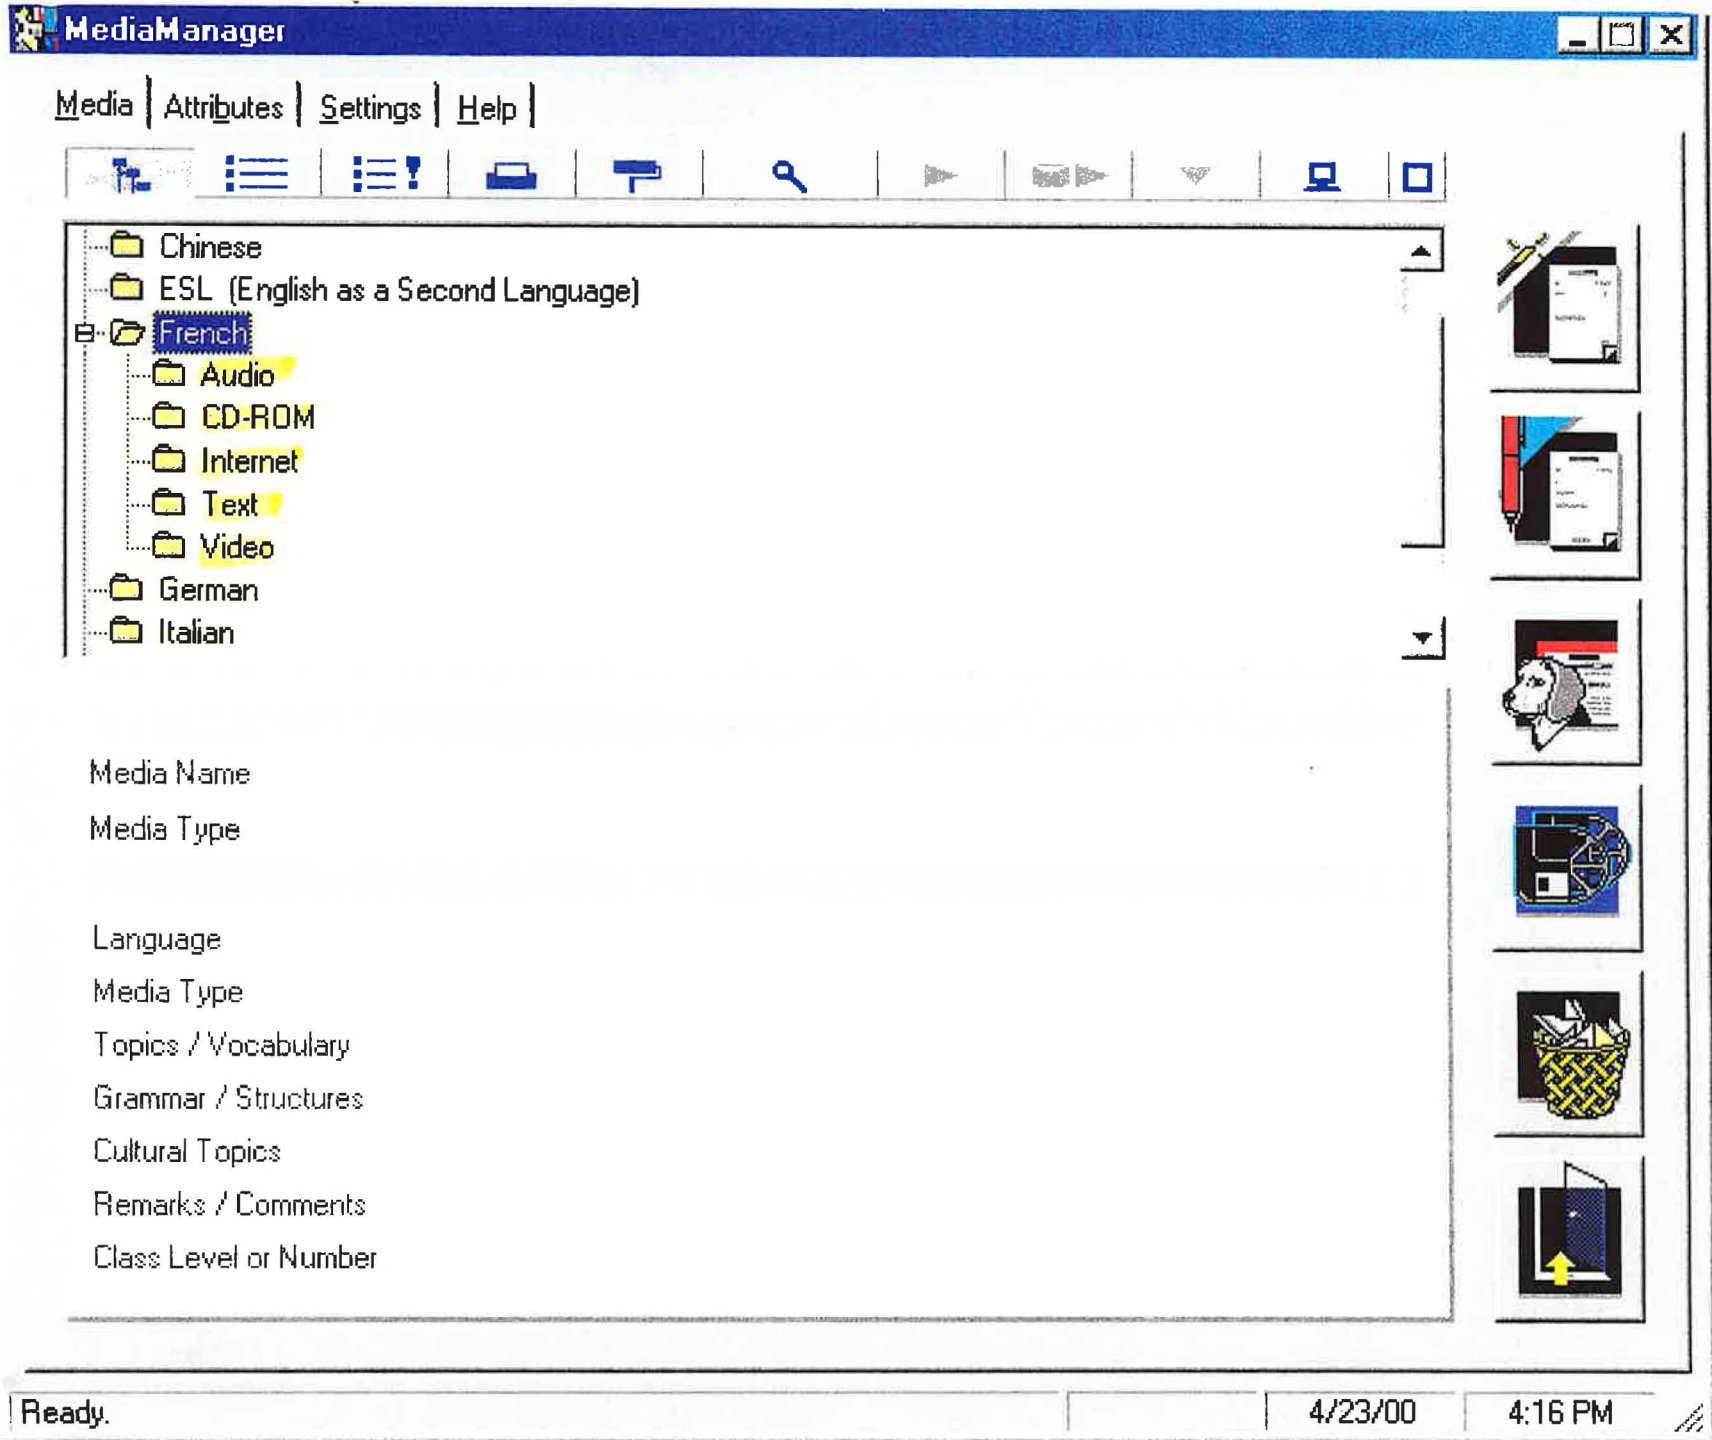 MediaManager
Media Attributes Settings Help
Chinese
ESL (English as a Second Language)
French
Audio
CD-ROM
Internet
Text
Video
German
Italian
Media Name
Media Type
Language
Media Type
Topics / Vocabulary
Grammar / Structures
Cultural Topics
Remarks / Comments
Class Level or Number
Ready. 4/23/00 4:16 PM